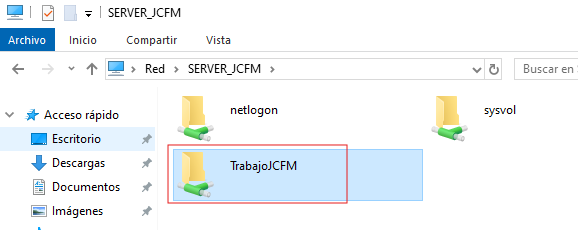 SERVER_JCFM
Archivo Inicio Compartir Vista
Red SERVER_JCFM Buscar en S
Acceso rápido
Escritorio
Descargas
Documentos
Imágenes
netlogon sysvol
TrabajoJCFM